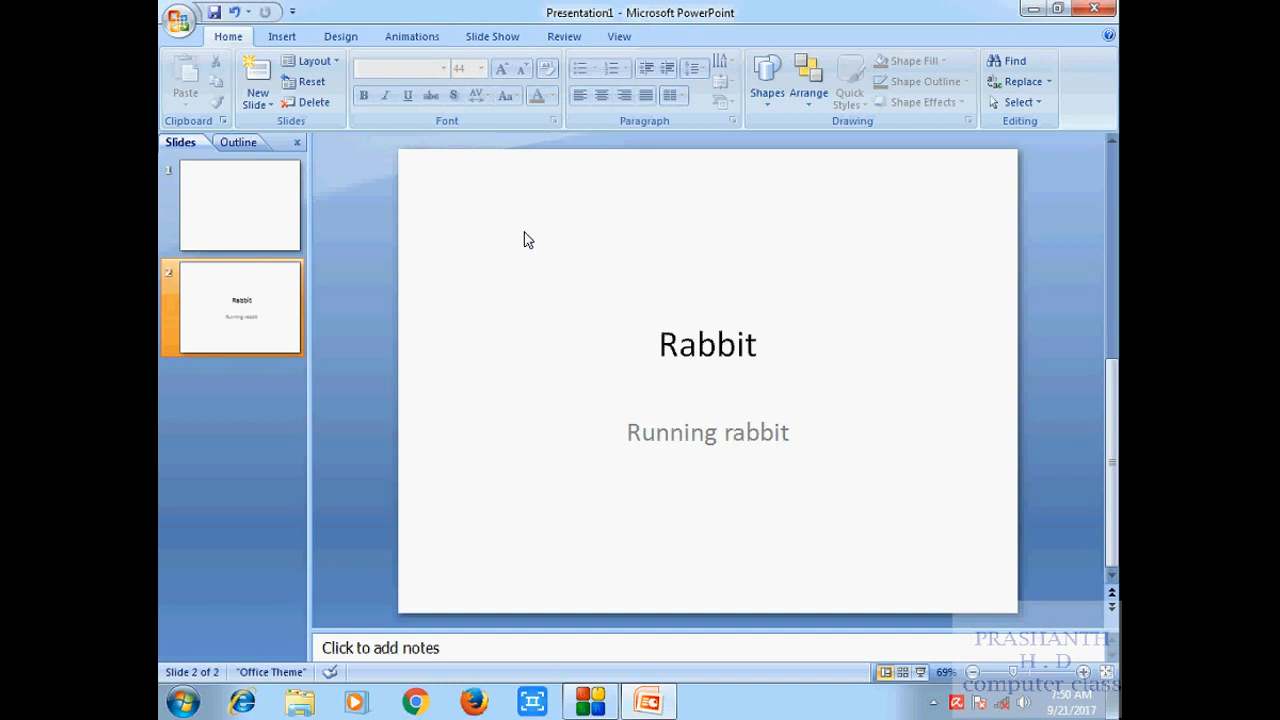 Presentation1 - Microsoft PowerPoint
Home Insert Design Animations Slide Show Review View
Paste
Clipboard
New Slide
Layout
Reset
Delete
Slides
44
B I U abc S AV Aa A
Font
Paragraph
Shapes
Arrange
Quick Styles
Shape Fill
Shape Outline
Shape Effects
Drawing
Find
Replace
Select
Editing
Slides Outline
1
2
Rabbit
Running rabbit
Rabbit
Running rabbit
Click to add notes
Slide 2 of 2 "Office Theme" 69%
PRASHANTH
H . D
computer class
7:50 AM
9/21/2017